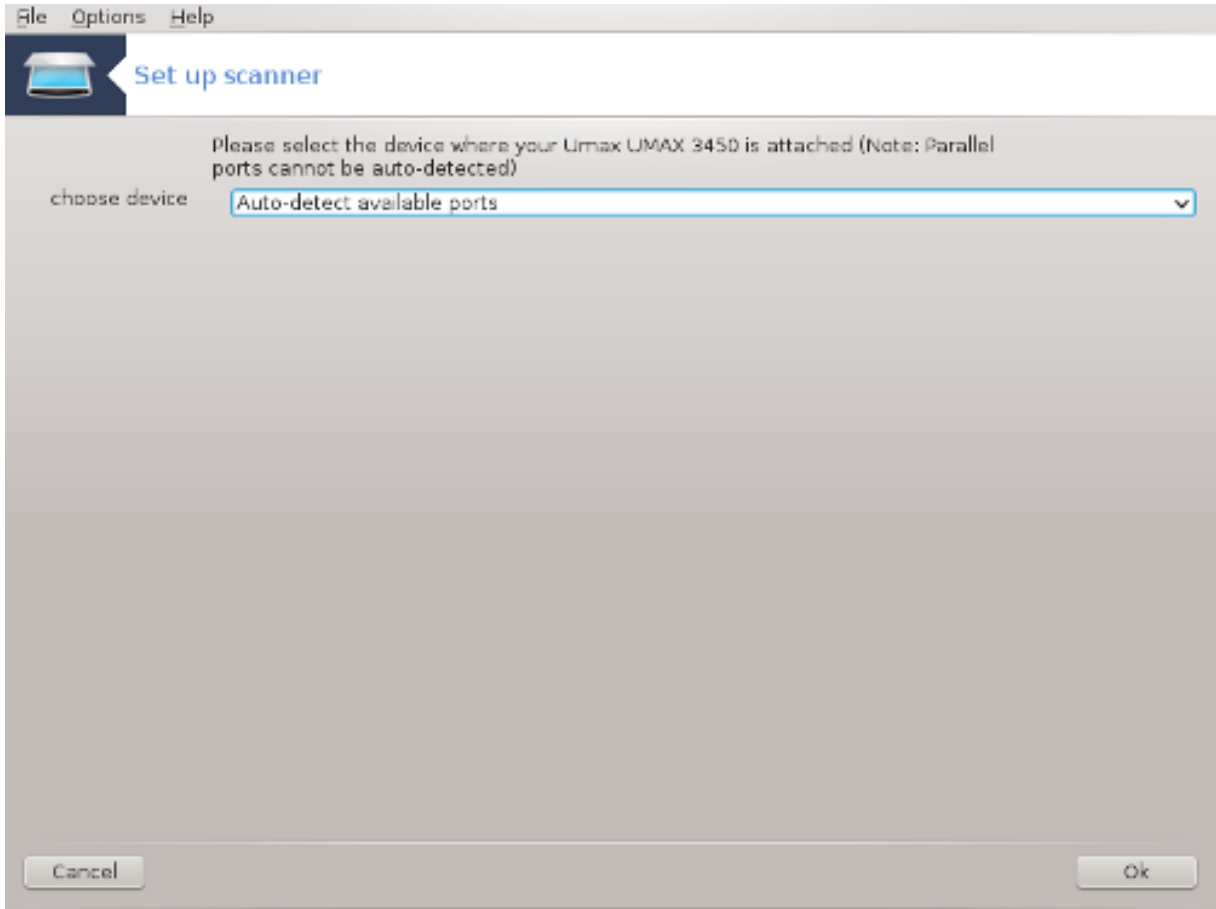 File Options Help
Set up scanner
Please select the device where your Umax UMAX 3450 is attached (Note: Parallel
ports cannot be auto-detected)
choose device Auto-detect available ports
Cancel Ok